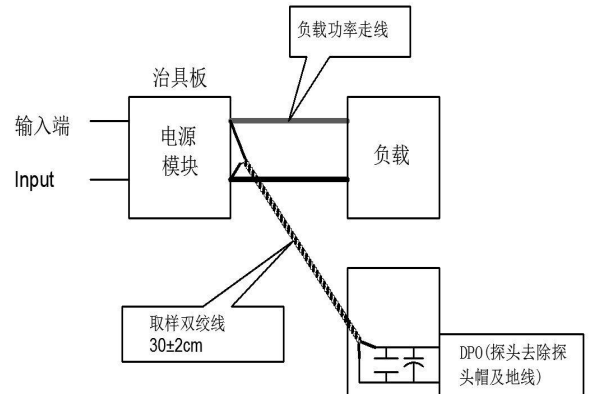 负载功率走线
治具板
输入端
电源
模块
负载
Input
取样双绞线
30±2cm
DPO(探头去除探
头帽及地线)